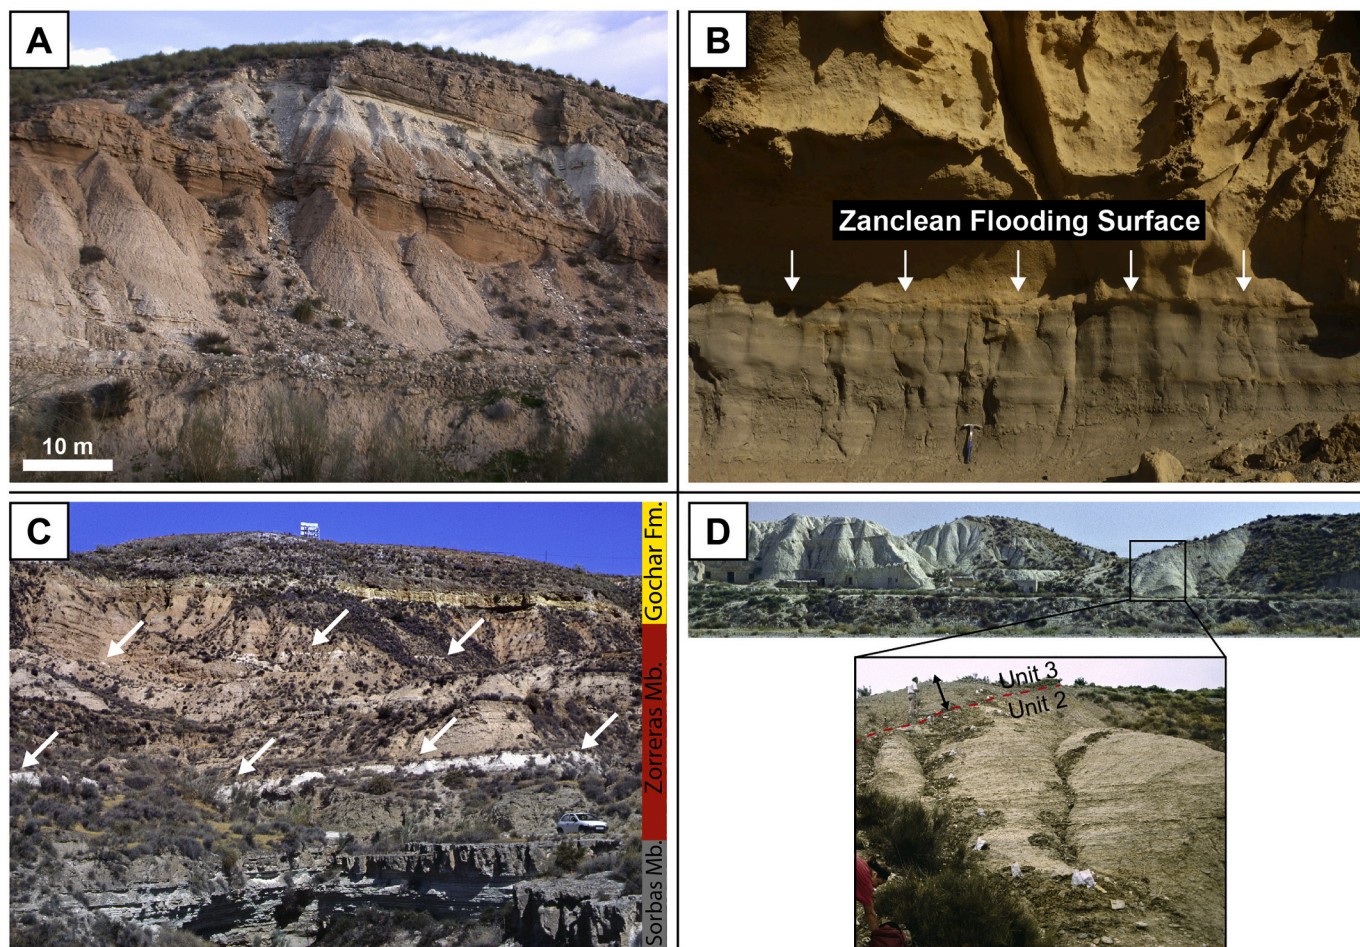 A
10 m
B
Zanclean Flooding Surface
C
Gochar Fm.
Zorreras Mb.
Sorbas Mb.
D
Unit 3
Unit 2